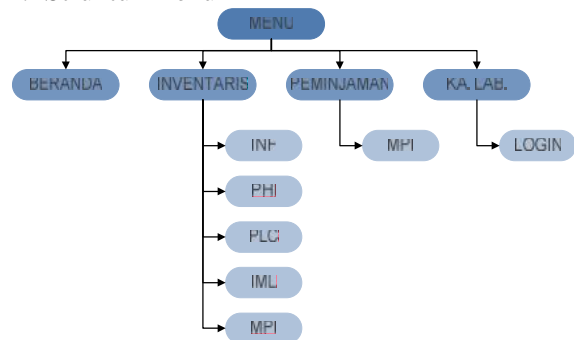 MENU
BERANDA INVENTARIS PEMINJAMAN KA. LAB.
INF MPI LOGIN
PHI
PLC
IML
MPI